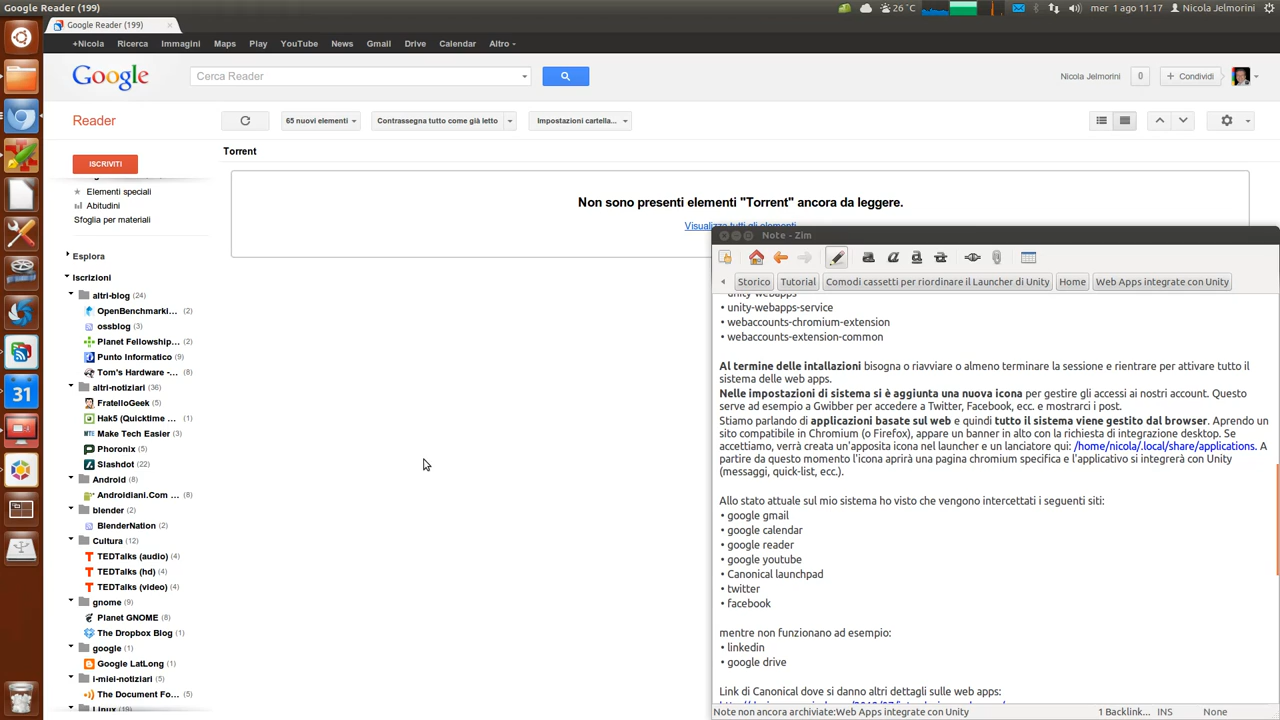 Google Reader (199)
26°C
mer 1 ago 11.17
Nicola Jelmorini
Google Reader (199)
+Nicola Ricerca Immagini Maps Play YouTube News Gmail Drive Calendar Altro
Google
Cerca Reader
Nicola Jelmorini
0
+ Condividi
Reader
65 nuovi elementi
Contrassegna tutto come già letto
Impostazioni cartella...
Torrent
ISCRIVITI
Non sono presenti elementi "Torrent" ancora da leggere.
Visualizza tutti gli elementi
Elementi speciali
Abitudini
Sfoglia per materiali
Esplora
Iscrizioni
altri-blog (24)
OpenBenchmarki... (2)
ossblog (3)
Planet Fellowship... (2)
Punto Informatico (9)
Tom's Hardware -... (3)
altri-notiziari (36)
FratelloGeek (5)
Hak5 (Quicktime ... (1)
MTE Make Tech Easier (3)
Phoronix (5)
Slashdot (22)
Android (8)
Androidiani.Com ... (8)
blender (2)
BlenderNation (2)
Cultura (12)
TEDTalks (audio) (4)
TEDTalks (hd) (4)
TEDTalks (video) (4)
gnome (9)
Planet GNOME (8)
The Dropbox Blog (1)
google (1)
Google LatLong (1)
i-miei-notiziari (5)
The Document Fo... (5)
Linux (19)
31
Note - Zim
Storico Tutorial Comodi cassetti per riordinare il Launcher di Unity Home Web Apps integrate con Unity
unity-webapps
• unity-webapps-service
• webaccounts-chromium-extension
• webaccounts-extension-common
Al termine delle intallazioni bisogna o riavviare o almeno terminare la sessione e rientrare per attivare tutto il
sistema delle web apps.
Nelle impostazioni di sistema si è aggiunta una nuova icona per gestire gli accessi ai nostri account. Questo
serve ad esempio a Gwibber per accedere a Twitter, Facebook, ecc. e mostrarci i post.
Stiamo parlando di applicazioni basate sul web e quindi tutto il sistema viene gestito dal browser. Aprendo un
sito compatibile in Chromium (o Firefox), appare un banner in alto con la richiesta di integrazione desktop. Se
accettiamo, verrà creata un'apposita icona nel launcher e un lanciatore qui: /home/nicola/.local/share/applications. A
partire da questo momento l'icona aprirà una pagina chromium specifica e l'applicativo si integrerà con Unity
(messaggi, quick-list, ecc.).
Allo stato attuale sul mio sistema ho visto che vengono intercettati i seguenti siti:
• google gmail
• google calendar
• google reader
• google youtube
• Canonical launchpad
• twitter
• facebook
mentre non funzionano ad esempio:
• linkedin
• google drive
Link di Canonical dove si danno altri dettagli sulle web apps:
Note non ancora archiviate:Web Apps integrate con Unity
1 Backlink...
INS
None